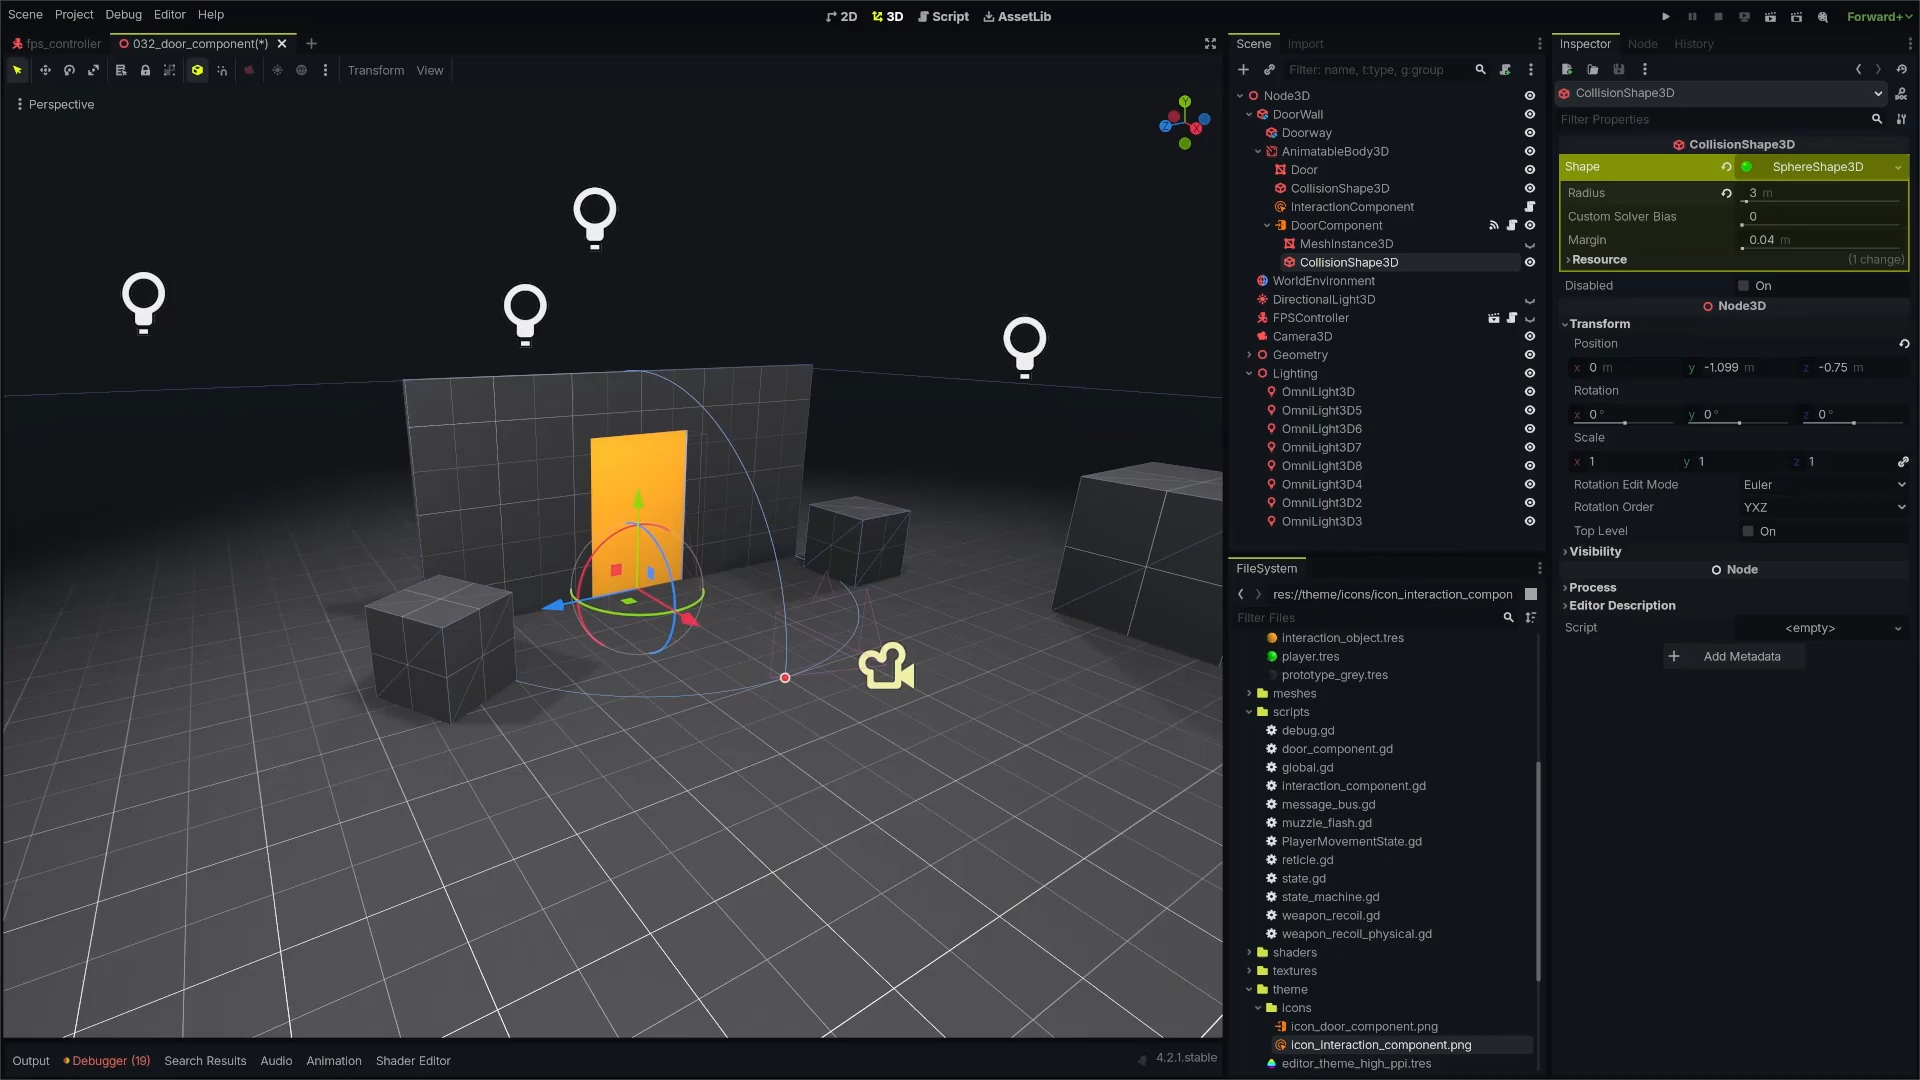 Scene Project Debug Editor Help
2D 3D Script AssetLib
Forward+
fps_controller 032_door_component(*)
Transform View
Perspective
Y
Z
X
Scene Import
Filter: name, t:type, g:group
Node3D
DoorWall
Doorway
AnimatableBody3D
Door
CollisionShape3D
InteractionComponent
DoorComponent
MeshInstance3D
CollisionShape3D
WorldEnvironment
DirectionalLight3D
FPSController
Camera3D
Geometry
Lighting
OmniLight3D
OmniLight3D5
OmniLight3D6
OmniLight3D7
OmniLight3D8
OmniLight3D4
OmniLight3D2
OmniLight3D3
FileSystem
res://theme/icons/icon_interaction_compon
Filter Files
interaction_object.tres
player.tres
prototype_grey.tres
meshes
scripts
debug.gd
door_component.gd
global.gd
interaction_component.gd
message_bus.gd
muzzle_flash.gd
PlayerMovementState.gd
reticle.gd
state.gd
state_machine.gd
weapon_recoil.gd
weapon_recoil_physical.gd
shaders
textures
theme
icons
icon_door_component.png
icon_interaction_component.png
editor_theme_high_ppi.tres
Inspector Node History
CollisionShape3D
Filter Properties
CollisionShape3D
Shape SphereShape3D
Radius 3 m
Custom Solver Bias 0
Margin 0.04 m
Resource (1 change)
Disabled On
Node3D
Transform
Position
x 0 m y -1.099 m z -0.75 m
Rotation
x 0 ° y 0 ° z 0 °
Scale
x 1 y 1 z 1
Rotation Edit Mode Euler
Rotation Order YXZ
Top Level On
Visibility
Node
Process
Editor Description
Script <empty>
+ Add Metadata
Output Debugger (19) Search Results Audio Animation Shader Editor
4.2.1.stable